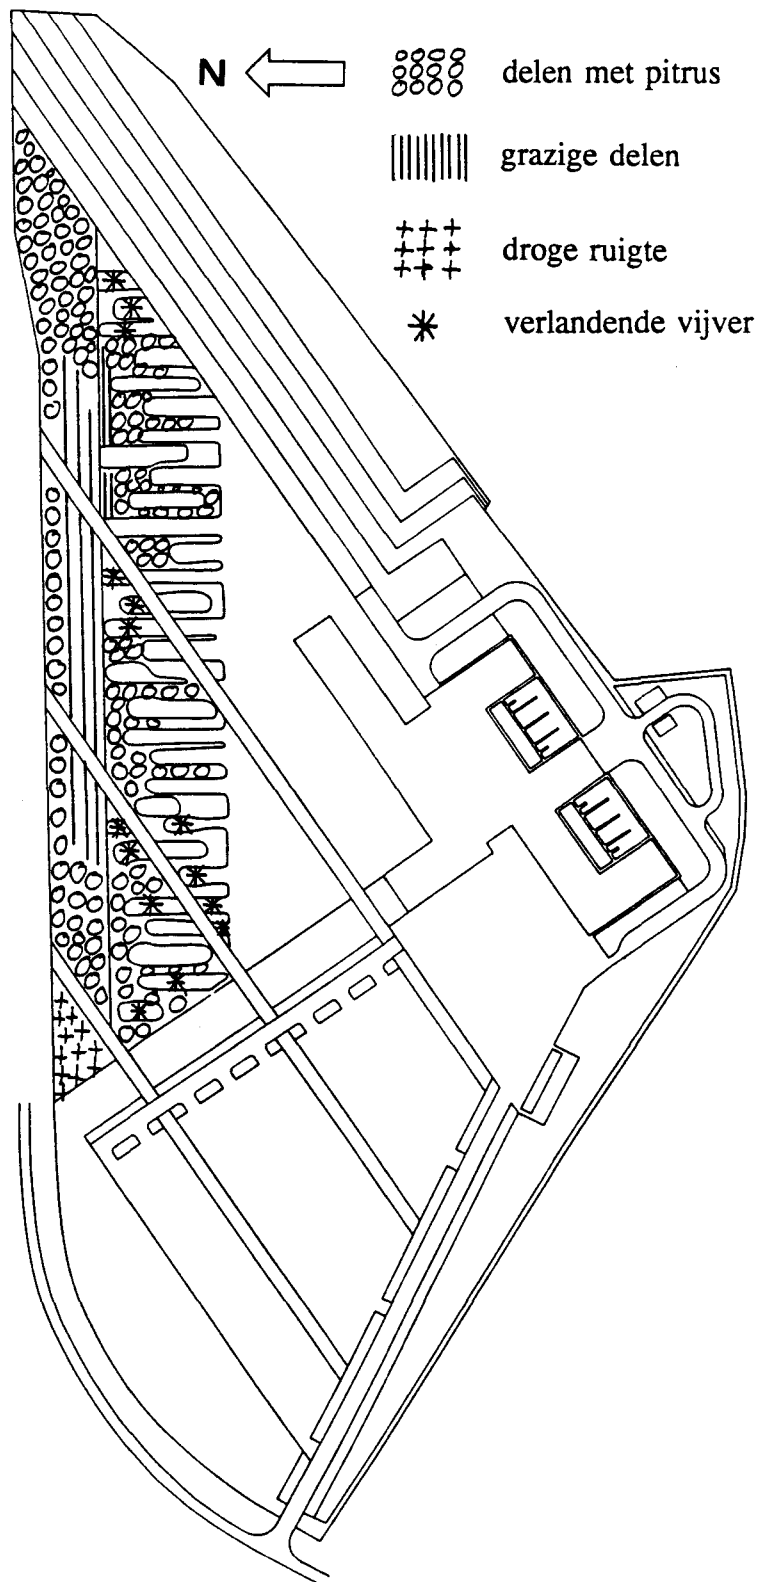 N
delen met pitrus
grazige delen
droge ruigte
verlandende vijver